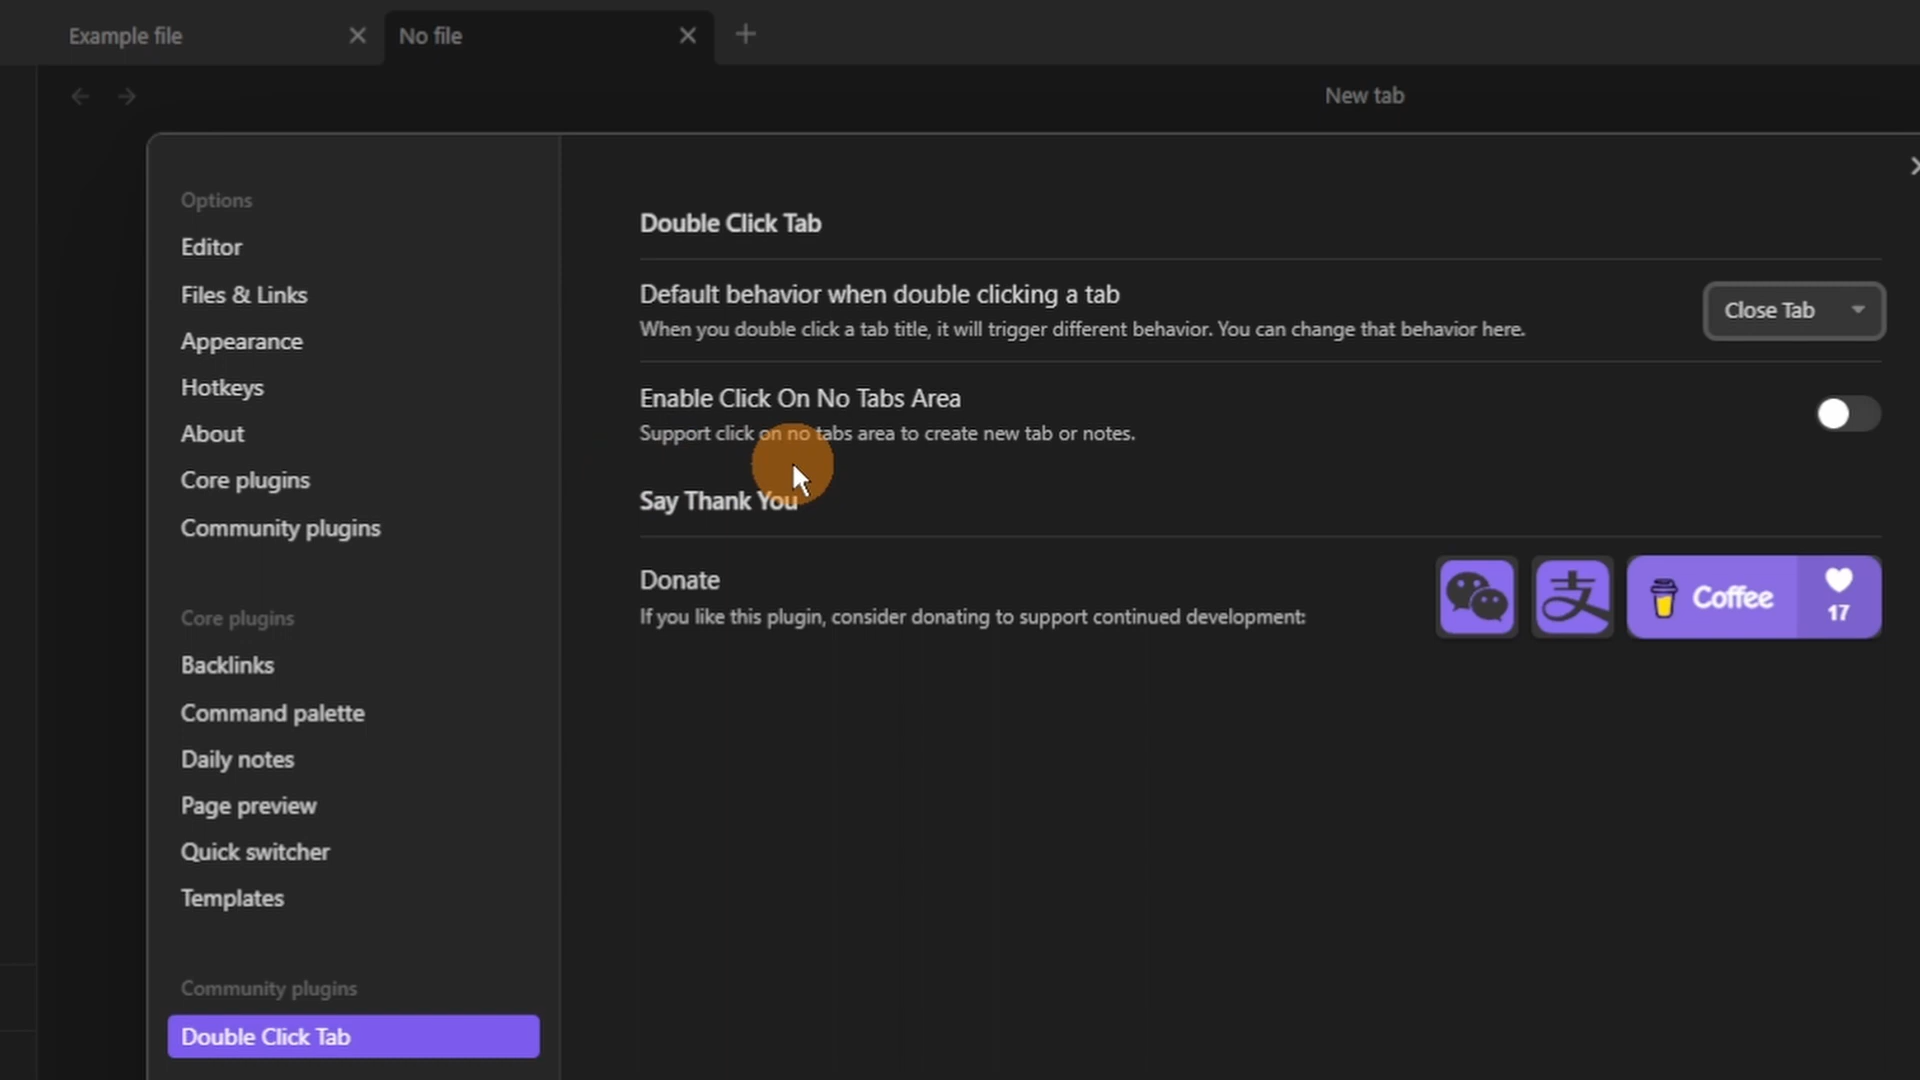 Example file
No file
New tab
Options
Editor
Files & Links
Appearance
Hotkeys
About
Core plugins
Community plugins
Core plugins
Backlinks
Command palette
Daily notes
Page preview
Quick switcher
Templates
Community plugins
Double Click Tab
Double Click Tab
Default behavior when double clicking a tab
When you double click a tab title, it will trigger different behavior. You can change that behavior here.
Close Tab
Enable Click On No Tabs Area
Support click on no tabs area to create new tab or notes.
Say Thank You
Donate
If you like this plugin, consider donating to support continued development:
支
Coffee
17